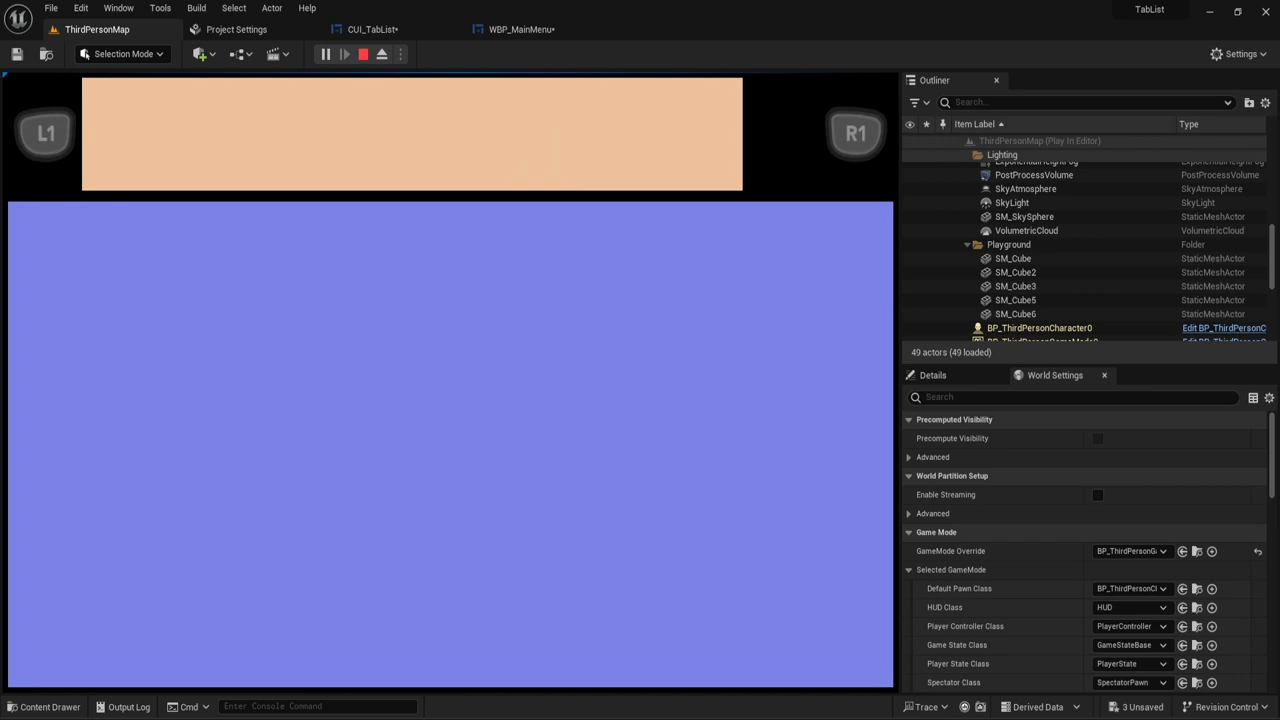 File Edit Window Tools Build Select Actor Help
TabList
ThirdPersonMap
Project Settings
CUI_TabList*
WBP_MainMenu*
Selection Mode
Settings
L1
R1
Outliner
Search...
Item Label
Type
ThirdPersonMap (Play In Editor)
Lighting
PostProcessVolume PostProcessVolume
SkyAtmosphere SkyAtmosphere
SkyLight SkyLight
SM_SkySphere StaticMeshActor
VolumetricCloud VolumetricCloud
Playground Folder
SM_Cube StaticMeshActor
SM_Cube2 StaticMeshActor
SM_Cube3 StaticMeshActor
SM_Cube5 StaticMeshActor
SM_Cube6 StaticMeshActor
BP_ThirdPersonCharacter0 Edit BP_ThirdPersonC
49 actors (49 loaded)
Details
World Settings
Search
Precomputed Visibility
Precompute Visibility
Advanced
World Partition Setup
Enable Streaming
Advanced
Game Mode
GameMode Override BP_ThirdPersonGa
Selected GameMode
Default Pawn Class BP_ThirdPersonCl
HUD Class HUD
Player Controller Class PlayerController
Game State Class GameStateBase
Player State Class PlayerState
Spectator Class SpectatorPawn
Content Drawer
Output Log
Cmd
Enter Console Command
Trace
Derived Data
3 Unsaved
Revision Control